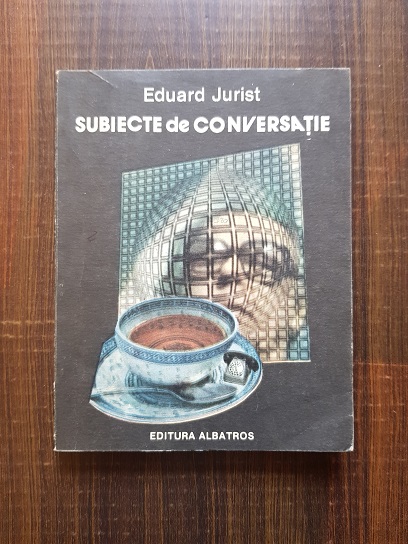 Eduard Jurist
SUBIECTE de CONVERSAȚIE
EDITURA ALBATROS